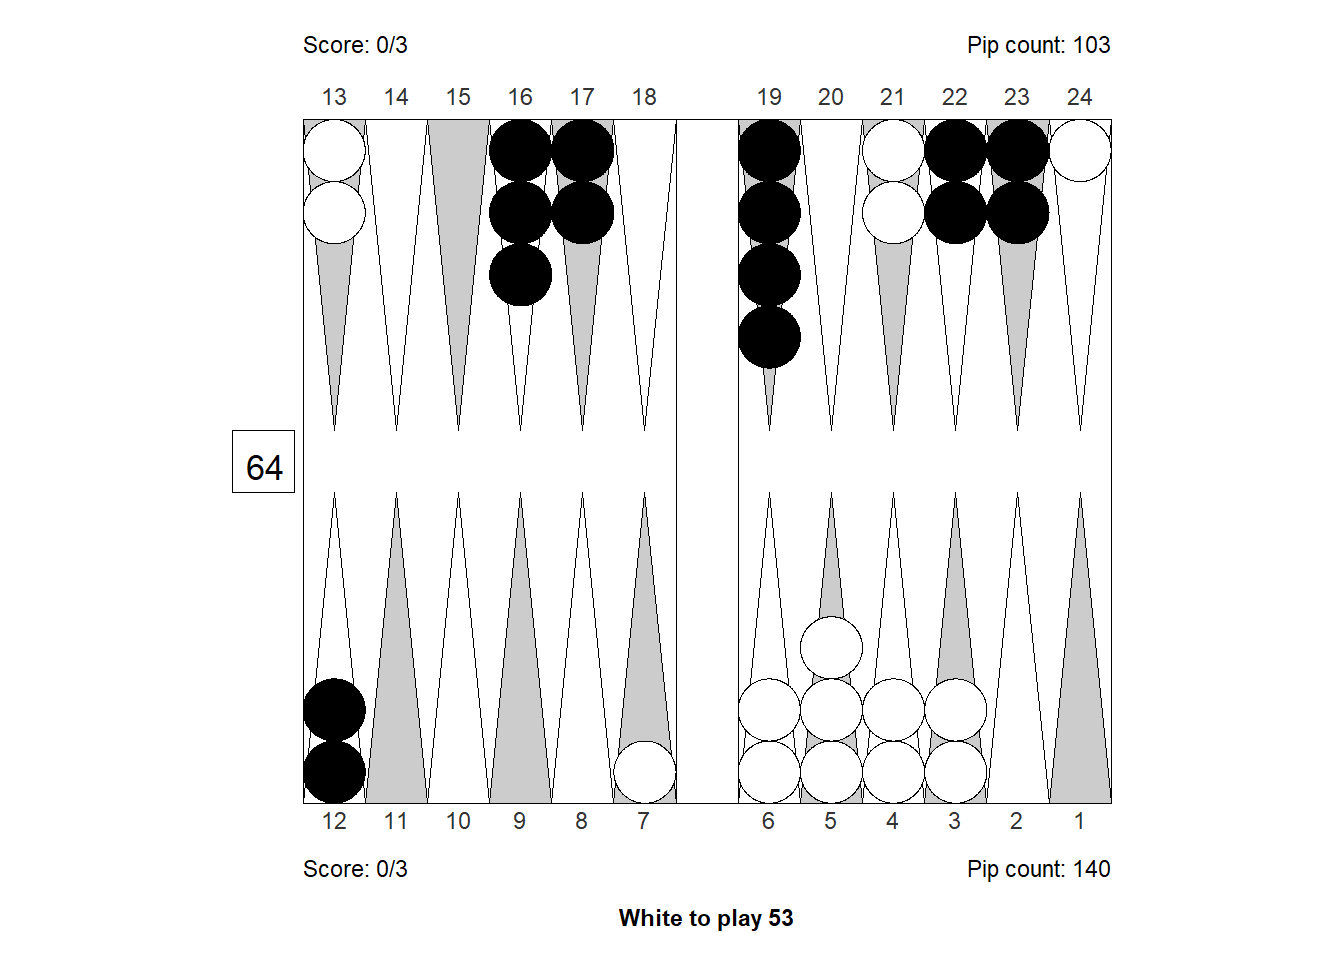 Score: 0/3 Pip count: 103
13 14 15 16 17 18 19 20 21 22 23 24
64
12 11 10 9 8 7 6 5 4 3 2 1
Score: 0/3 Pip count: 140
White to play 53